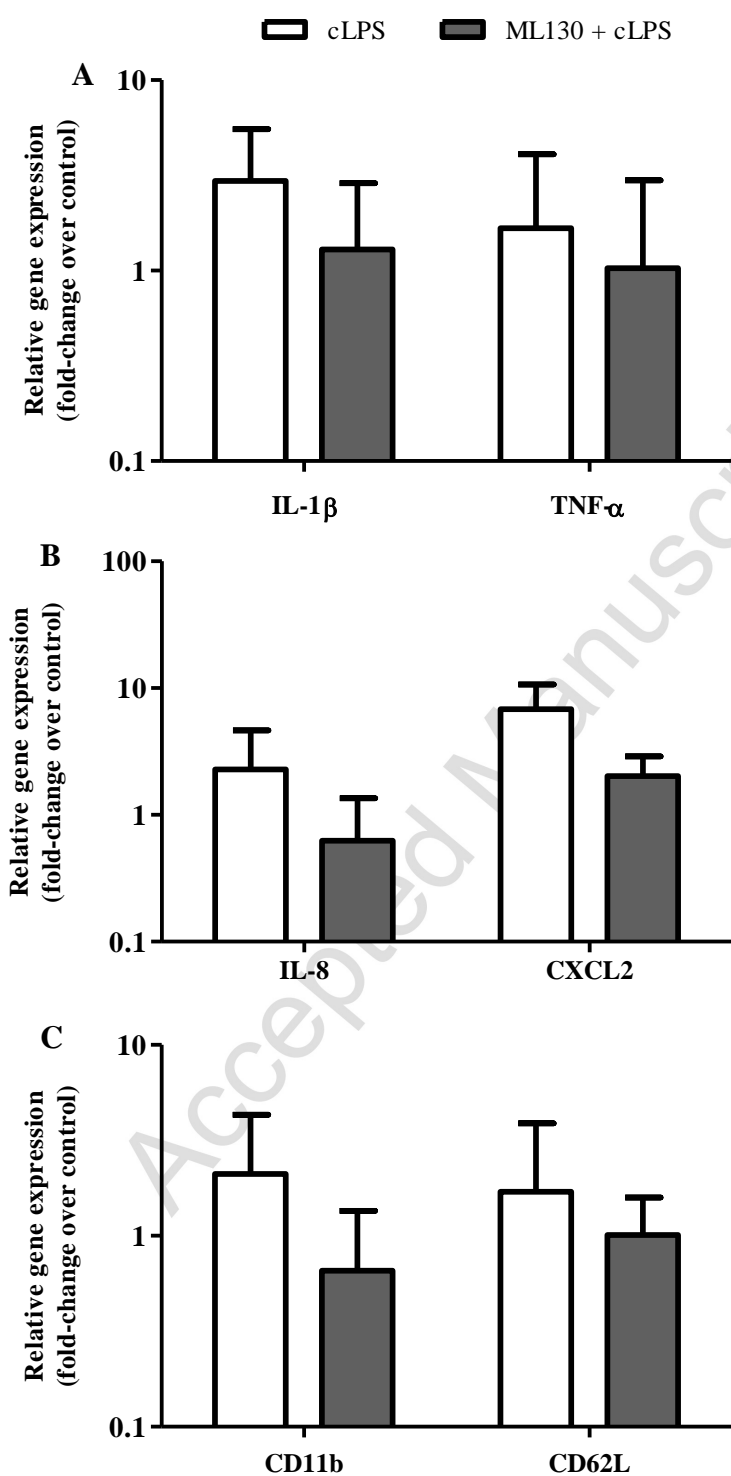 cLPS ML130 + cLPS
A
Relative gene expression
(fold-change over control)
10
1
0.1
IL-1β TNF-α
B
Relative gene expression
(fold-change over control)
100
10
1
0.1
IL-8 CXCL2
C
Relative gene expression
(fold-change over control)
10
1
0.1
CD11b CD62L
Accepted Manuscri